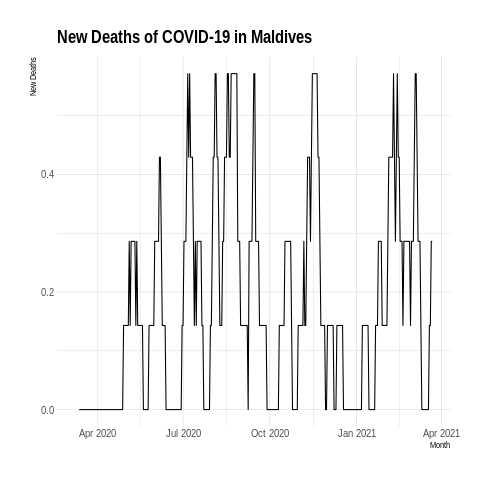 New Deaths of COVID-19 in Maldives
New Deaths
0.4
0.2
0.0
Apr 2020 Jul 2020 Oct 2020 Jan 2021 Apr 2021
Month